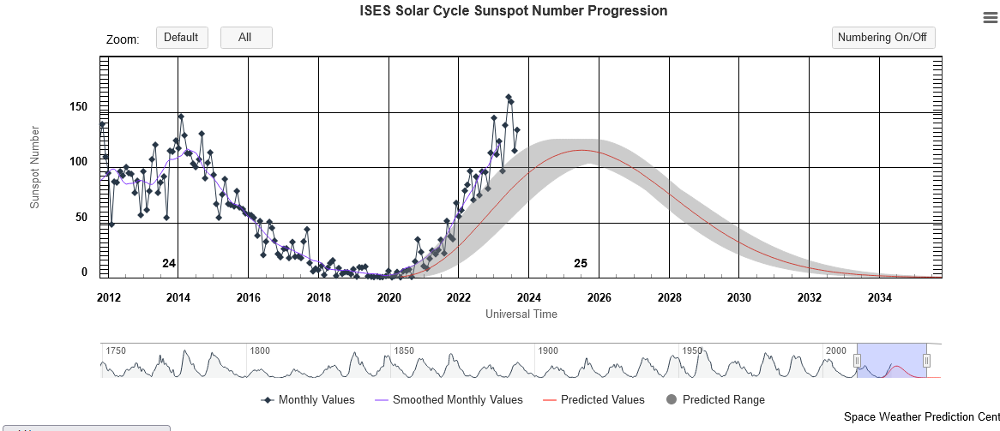 ISES Solar Cycle Sunspot Number Progression
Zoom: Default All Numbering On/Off
Sunspot Number
150
100
50
0
24 25
2012 2014 2016 2018 2020 2022 2024 2026 2028 2030 2032 2034
Universal Time
1750 1800 1850 1900 1950 2000
Monthly Values Smoothed Monthly Values Predicted Values Predicted Range
Space Weather Prediction Cent